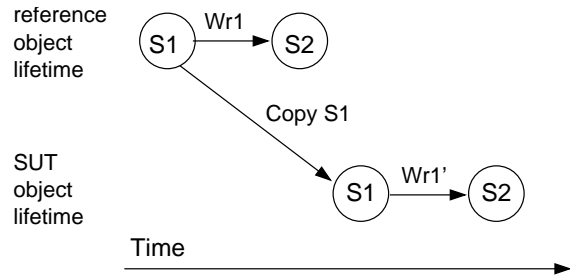 reference
object
lifetime
S1
Wr1
S2
Copy S1
SUT
object
lifetime
S1
Wr1’
S2
Time